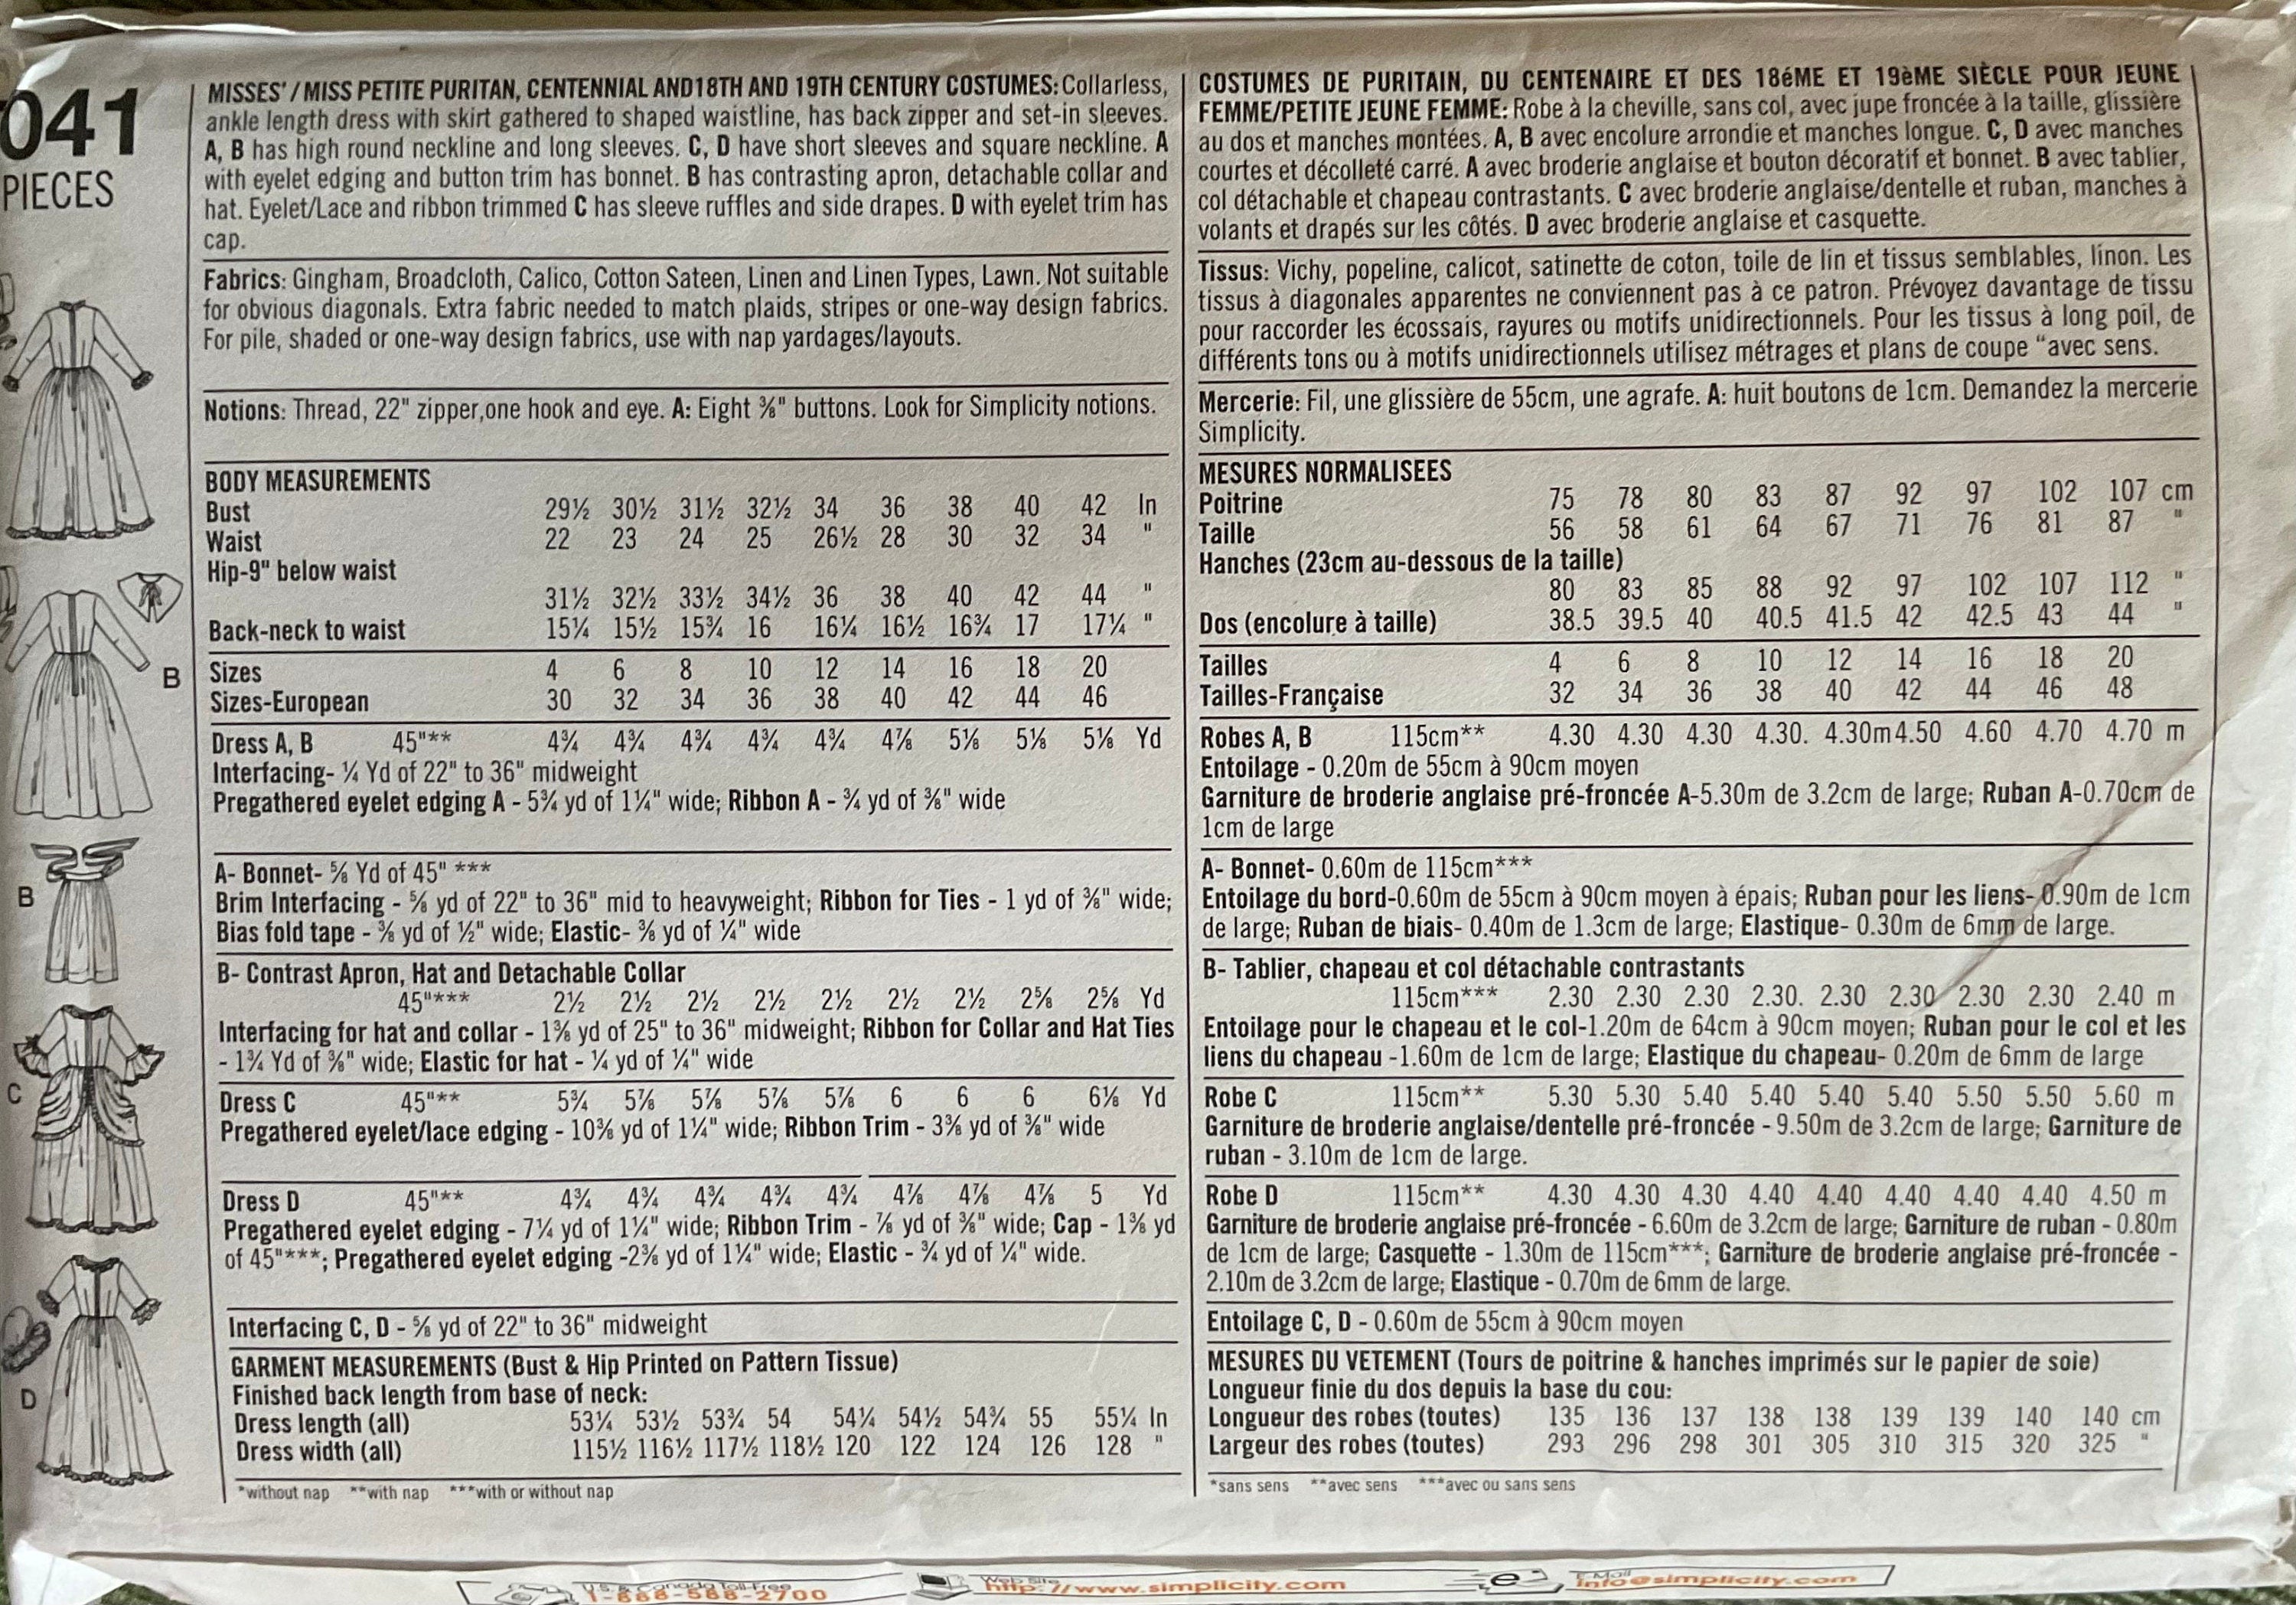 041
PIECES
MISSES' / MISS PETITE PURITAN, CENTENNIAL AND18TH AND 19TH CENTURY COSTUMES: Collarless,
ankle length dress with skirt gathered to shaped waistline, has back zipper and set-in sleeves.
A, B has high round neckline and long sleeves. C, D have short sleeves and square neckline. A
with eyelet edging and button trim has bonnet. B has contrasting apron, detachable collar and
hat. Eyelet/Lace and ribbon trimmed C has sleeve ruffles and side drapes. D with eyelet trim has
cap.
Fabrics: Gingham, Broadcloth, Calico, Cotton Sateen, Linen and Linen Types, Lawn. Not suitable
for obvious diagonals. Extra fabric needed to match plaids, stripes or one-way design fabrics.
For pile, shaded or one-way design fabrics, use with nap yardages/layouts.
Notions: Thread, 22" zipper,one hook and eye. A: Eight ⅜" buttons. Look for Simplicity notions.
BODY MEASUREMENTS
Bust 29½ 30½ 31½ 32½ 34 36 38 40 42 In
Waist 22 23 24 25 26½ 28 30 32 34 "
Hip-9" below waist
31½ 32½ 33½ 34½ 36 38 40 42 44 "
Back-neck to waist 15¼ 15½ 15¾ 16 16¼ 16½ 16¾ 17 17¼ "
Sizes 4 6 8 10 12 14 16 18 20
Sizes-European 30 32 34 36 38 40 42 44 46
Dress A, B 45"** 4¾ 4¾ 4¾ 4¾ 4¾ 4⅞ 5⅛ 5⅛ 5⅛ Yd
Interfacing- ¼ Yd of 22" to 36" midweight
Pregathered eyelet edging A - 5¾ yd of 1¼" wide; Ribbon A - ¾ yd of ⅜" wide
A- Bonnet- ⅝ Yd of 45" ***
Brim Interfacing - ⅝ yd of 22" to 36" mid to heavyweight; Ribbon for Ties - 1 yd of ⅜" wide;
Bias fold tape - ⅜ yd of ½" wide; Elastic- ⅜ yd of ¼" wide
B- Contrast Apron, Hat and Detachable Collar
45"*** 2½ 2½ 2½ 2½ 2½ 2½ 2½ 2⅝ 2⅝ Yd
Interfacing for hat and collar - 1⅜ yd of 25" to 36" midweight; Ribbon for Collar and Hat Ties
- 1¾ Yd of ⅜" wide; Elastic for hat - ¼ yd of ¼" wide
Dress C 45"** 5¾ 5⅞ 5⅞ 5⅞ 5⅞ 6 6 6 6⅛ Yd
Pregathered eyelet/lace edging - 10⅜ yd of 1¼" wide; Ribbon Trim - 3⅜ yd of ⅜" wide
Dress D 45"** 4¾ 4¾ 4¾ 4¾ 4¾ 4⅞ 4⅞ 4⅞ 5 Yd
Pregathered eyelet edging - 7¼ yd of 1¼" wide; Ribbon Trim - ⅞ yd of ⅜" wide; Cap - 1⅜ yd
of 45"***; Pregathered eyelet edging -2⅜ yd of 1¼" wide; Elastic - ¾ yd of ¼" wide.
Interfacing C, D - ⅝ yd of 22" to 36" midweight
GARMENT MEASUREMENTS (Bust & Hip Printed on Pattern Tissue)
Finished back length from base of neck:
Dress length (all) 53¼ 53½ 53¾ 54 54¼ 54½ 54¾ 55 55¼ In
Dress width (all) 115½ 116½ 117½ 118½ 120 122 124 126 128 "
*without nap **with nap ***with or without nap
COSTUMES DE PURITAIN, DU CENTENAIRE ET DES 18éME ET 19èME SIÈCLE POUR JEUNE
FEMME/PETITE JEUNE FEMME: Robe à la cheville, sans col, avec jupe froncée à la taille, glissière
au dos et manches montées. A, B avec encolure arrondie et manches longue. C, D avec manches
courtes et décolleté carré. A avec broderie anglaise et bouton décoratif et bonnet. B avec tablier,
col détachable et chapeau contrastants. C avec broderie anglaise/dentelle et ruban, manches à
volants et drapés sur les côtés. D avec broderie anglaise et casquette.
Tissus: Vichy, popeline, calicot, satinette de coton, toile de lin et tissus semblables, linon. Les
tissus à diagonales apparentes ne conviennent pas à ce patron. Prévoyez davantage de tissu
pour raccorder les écossais, rayures ou motifs unidirectionnels. Pour les tissus à long poil, de
différents tons ou à motifs unidirectionnels utilisez métrages et plans de coupe "avec sens.
Mercerie: Fil, une glissière de 55cm, une agrafe. A: huit boutons de 1cm. Demandez la mercerie
Simplicity.
MESURES NORMALISEES
Poitrine 75 78 80 83 87 92 97 102 107 cm
Taille 56 58 61 64 67 71 76 81 87 "
Hanches (23cm au-dessous de la taille)
80 83 85 88 92 97 102 107 112 "
Dos (encolure à taille) 38.5 39.5 40 40.5 41.5 42 42.5 43 44 "
Tailles 4 6 8 10 12 14 16 18 20
Tailles-Française 32 34 36 38 40 42 44 46 48
Robes A, B 115cm** 4.30 4.30 4.30 4.30. 4.30m 4.50 4.60 4.70 4.70 m
Entoilage - 0.20m de 55cm à 90cm moyen
Garniture de broderie anglaise pré-froncée A-5.30m de 3.2cm de large; Ruban A-0.70cm de
1cm de large
A- Bonnet- 0.60m de 115cm***
Entoilage du bord-0.60m de 55cm à 90cm moyen à épais; Ruban pour les liens- 0.90m de 1cm
de large; Ruban de biais- 0.40m de 1.3cm de large; Elastique- 0.30m de 6mm de large.
B- Tablier, chapeau et col détachable contrastants
115cm*** 2.30 2.30 2.30 2.30. 2.30 2.30 2.30 2.30 2.40 m
Entoilage pour le chapeau et le col-1.20m de 64cm à 90cm moyen; Ruban pour le col et les
liens du chapeau -1.60m de 1cm de large; Elastique du chapeau- 0.20m de 6mm de large
Robe C 115cm** 5.30 5.30 5.40 5.40 5.40 5.40 5.50 5.50 5.60 m
Garniture de broderie anglaise/dentelle pré-froncée - 9.50m de 3.2cm de large; Garniture de
ruban - 3.10m de 1cm de large.
Robe D 115cm** 4.30 4.30 4.30 4.40 4.40 4.40 4.40 4.40 4.50 m
Garniture de broderie anglaise pré-froncée - 6.60m de 3.2cm de large; Garniture de ruban - 0.80m
de 1cm de large; Casquette - 1.30m de 115cm***; Garniture de broderie anglaise pré-froncée -
2.10m de 3.2cm de large; Elastique - 0.70m de 6mm de large.
Entoilage C, D - 0.60m de 55cm à 90cm moyen
MESURES DU VETEMENT (Tours de poitrine & hanches imprimés sur le papier de soie)
Longueur finie du dos depuis la base du cou:
Longueur des robes (toutes) 135 136 137 138 138 139 139 140 140 cm
Largeur des robes (toutes) 293 296 298 301 305 310 315 320 325 "
*sans sens **avec sens ***avec ou sans sens
B
B
C
D
U.S. & Canada Toll-Free
1-888-588-2700
Web Site
http://www.simplicity.com
e
E-Mail
info@simplicity.com